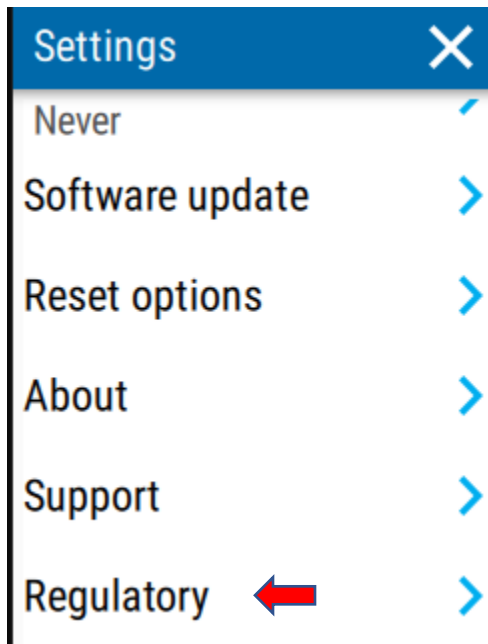 Settings
Never
Software update
Reset options
About
Support
Regulatory